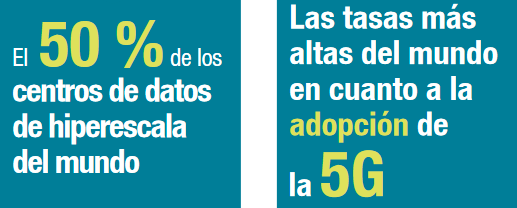 El 50 % de los
centros de datos
de hiperescala
del mundo
Las tasas más
altas del mundo
en cuanto a la
adopción de
la 5G